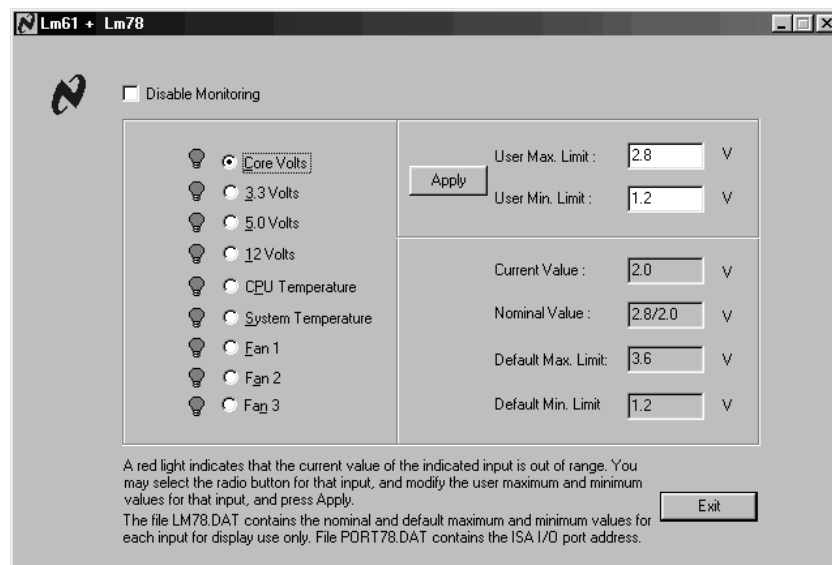 Lm61 + Lm78
Disable Monitoring
Core Volts
3.3 Volts
5.0 Volts
12 Volts
CPU Temperature
System Temperature
Fan 1
Fan 2
Fan 3
Apply
User Max. Limit : 2.8 V
User Min. Limit : 1.2 V
Current Value : 2.0 V
Nominal Value : 2.8/2.0 V
Default Max. Limit: 3.6 V
Default Min. Limit 1.2 V
A red light indicates that the current value of the indicated input is out of range. You
may select the radio button for that input, and modify the user maximum and minimum
values for that input, and press Apply.
The file LM78.DAT contains the nominal and default maximum and minimum values for
each input for display use only. File PORT78.DAT contains the ISA I/O port address.
Exit